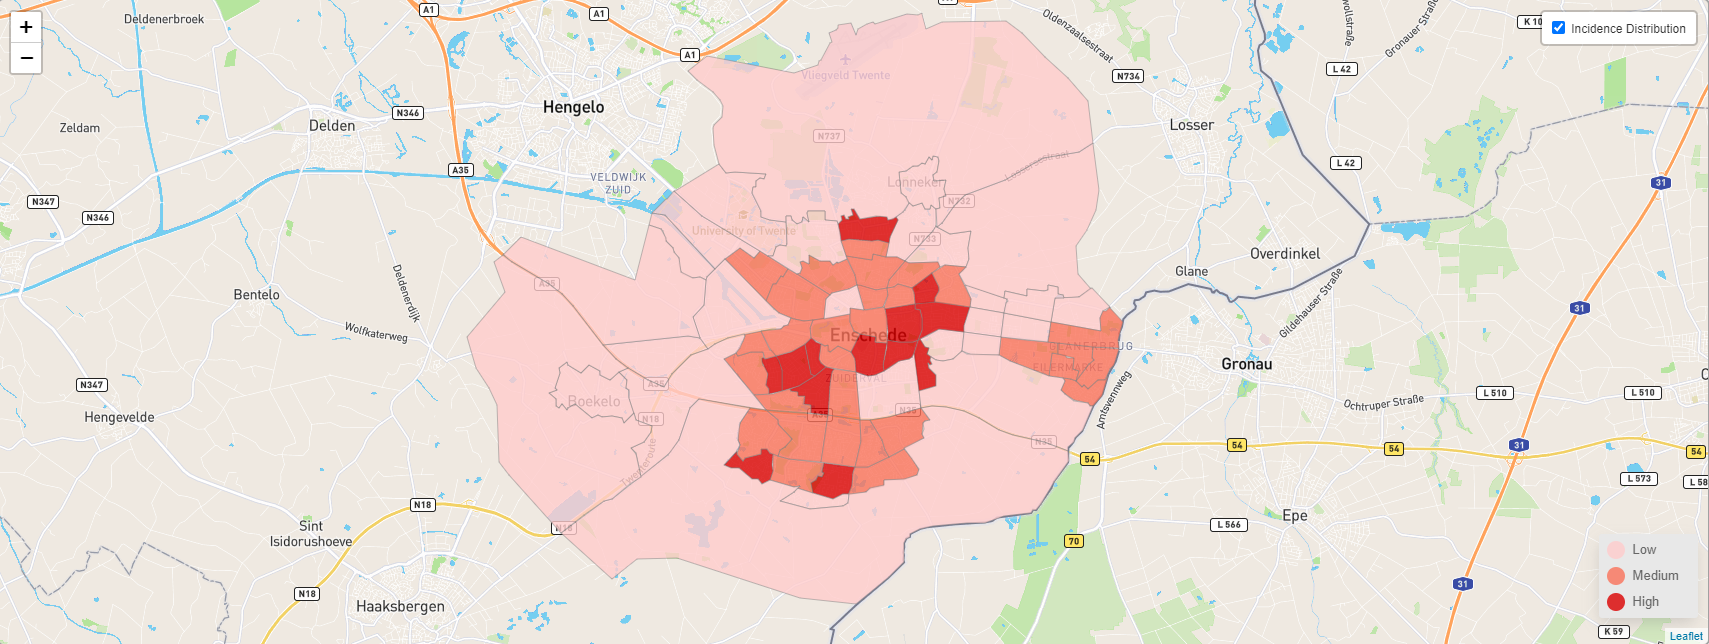 +
−
Deldenerbroek
A1
A1
A1
Oldenzaalsestraat
Gronauer Straße
Incidence Distribution
Vliegveld Twente
N734
L 42
Hengelo
N346
Delden
Zeldam
N737
Losser
A35
VELDWIJK
ZUID
Lonneker
Lossersestraat
L 42
31
N347
N346
N732
University of Twente
N733
Overdinkel
Glane
Deldenerdijk
A35
Bentelo
Gildehauser Straße
31
Wolfkaterweg
Enschede
GLANERBRUG
EILERMARKE
Gronau
N347
A35
ZUIDERVAL
Amtsvennweg
L 510
L 510
Ochtruper Straße
Boekelo
N18
A35
N35
Hengevelde
N35
54
54
54
31
54
Twekkelerroute
L 573
L 58
N18
N18
Sint
Isidorushoeve
Epe
L 566
70
Low
Medium
High
31
N18
Haaksbergen
K 59
Leaflet